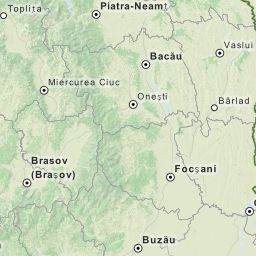 Toplița
Piatra-Neamț
Vaslui
Bacău
Miercurea Ciuc
Onești
Bârlad
Brasov
(Brașov)
Focșani
Buzău